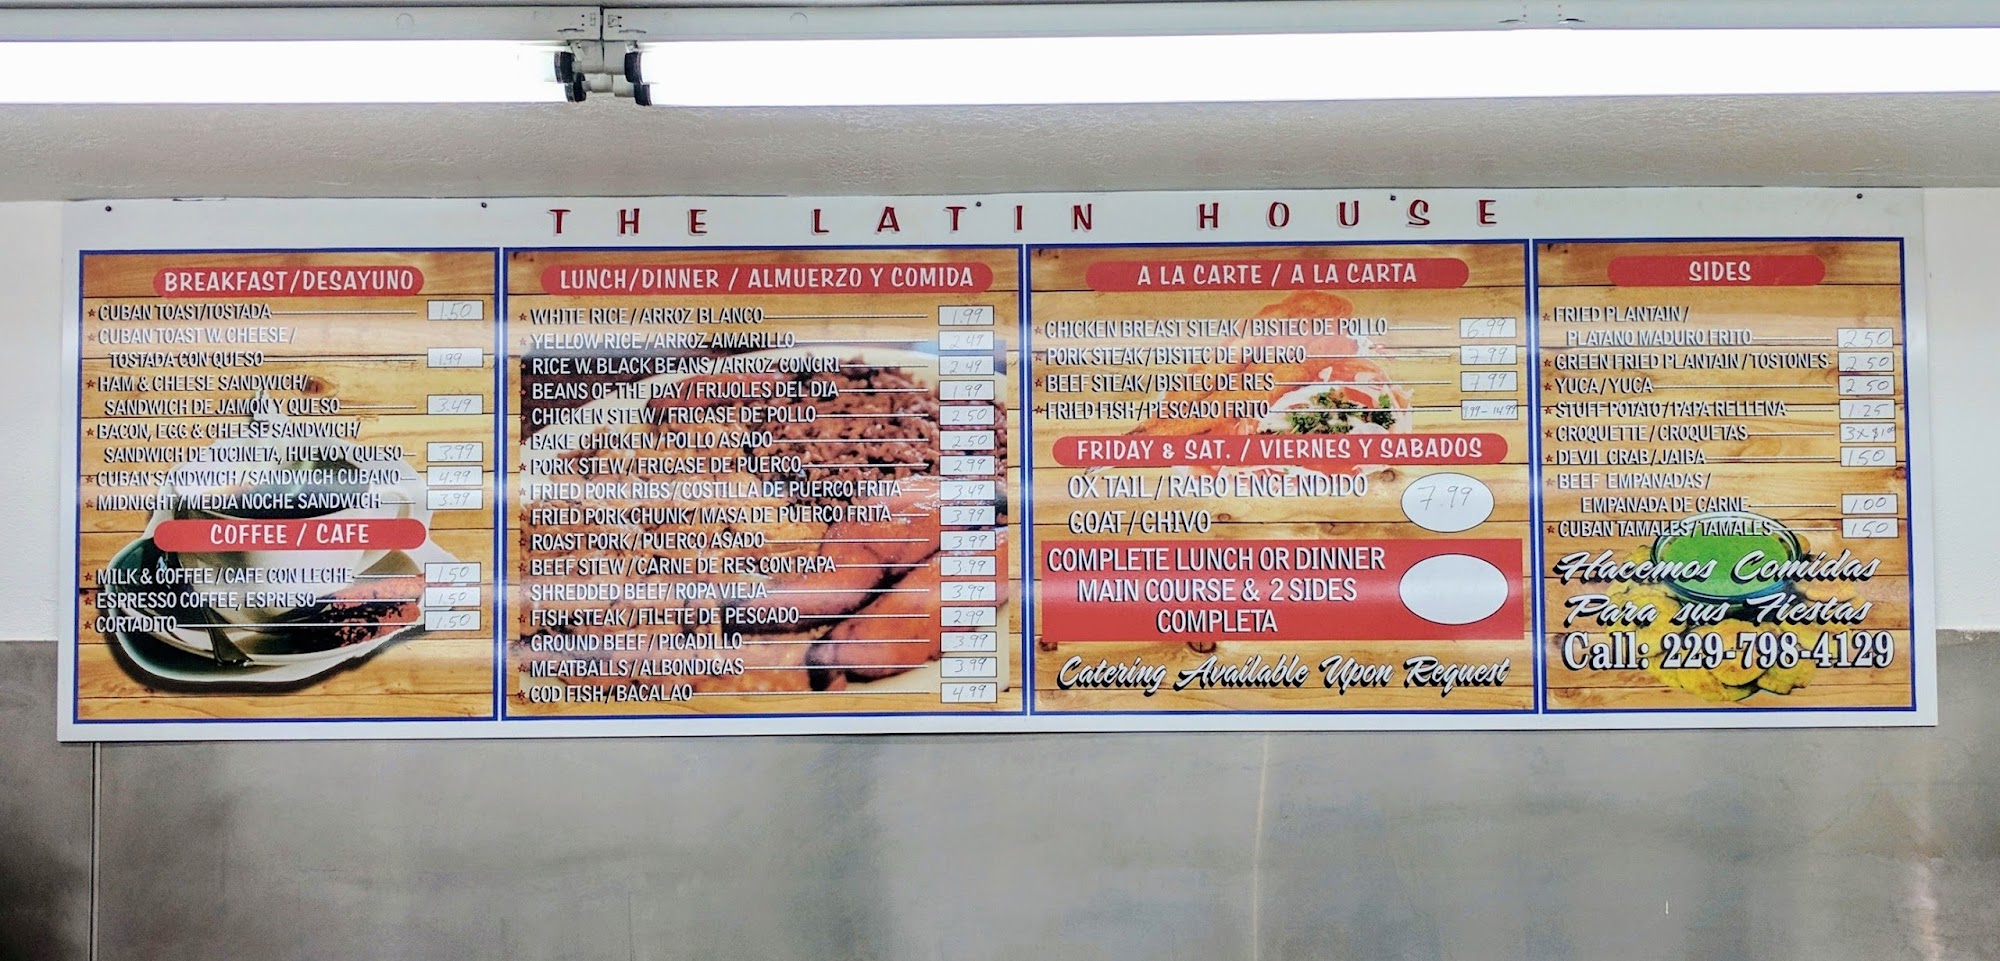 THE LATIN HOUSE
BREAKFAST/DESAYUNO
CUBAN TOAST/TOSTADA 1.50
CUBAN TOAST W. CHEESE/
TOSTADA CON QUESO 1.99
HAM & CHEESE SANDWICH/
SANDWICH DE JAMON Y QUESO 3.49
BACON, EGG & CHEESE SANDWICH/
SANDWICH DE TOCINETA, HUEVO Y QUESO 3.99
CUBAN SANDWICH/SANDWICH CUBANO 4.99
MIDNIGHT/MEDIA NOCHE SANDWICH 3.99
COFFEE / CAFE
MILK & COFFEE/CAFE CON LECHE 1.50
ESPRESSO COFFEE, ESPRESO 1.50
CORTADITO 1.50
LUNCH/DINNER / ALMUERZO Y COMIDA
WHITE RICE/ARROZ BLANCO 1.99
YELLOW RICE/ARROZ AMARILLO 2.49
RICE W. BLACK BEANS/ARROZ CONGRI 2.49
BEANS OF THE DAY/FRIJOLES DEL DIA 1.99
CHICKEN STEW/FRICASE DE POLLO 2.50
BAKE CHICKEN/POLLO ASADO 2.50
PORK STEW/FRICASE DE PUERCO 2.99
FRIED PORK RIBS/COSTILLA DE PUERCO FRITA 3.49
FRIED PORK CHUNK/MASA DE PUERCO FRITA 3.99
ROAST PORK/PUERCO ASADO 3.99
BEEF STEW/CARNE DE RES CON PAPA 3.99
SHREDDED BEEF/ROPA VIEJA 3.99
FISH STEAK/FILETE DE PESCADO 2.99
GROUND BEEF/PICADILLO 3.99
MEATBALLS/ALBONDIGAS 3.99
COD FISH/BACALAO 4.99
A LA CARTE / A LA CARTA
CHICKEN BREAST STEAK/BISTEC DE POLLO 6.99
PORK STEAK/BISTEC DE PUERCO 7.99
BEEF STEAK/BISTEC DE RES 7.99
FRIED FISH/PESCADO FRITO 9.99-14.99
FRIDAY & SAT. / VIERNES Y SABADOS
OX TAIL/RABO ENCENDIDO 7.99
GOAT/CHIVO
COMPLETE LUNCH OR DINNER
MAIN COURSE & 2 SIDES
COMPLETA
Catering Available Upon Request
SIDES
FRIED PLANTAIN/
PLATANO MADURO FRITO 2.50
GREEN FRIED PLANTAIN/TOSTONES 2.50
YUCA/YUCA 2.50
STUFF POTATO/PAPA RELLENA 1.25
CROQUETTE/CROQUETAS 3x$1.00
DEVIL CRAB/JAIBA 1.50
BEEF EMPANADAS/
EMPANADA DE CARNE 1.00
CUBAN TAMALES/TAMALES 1.50
Hacemos Comidas
Para sus Fiestas
Call: 229-798-4129